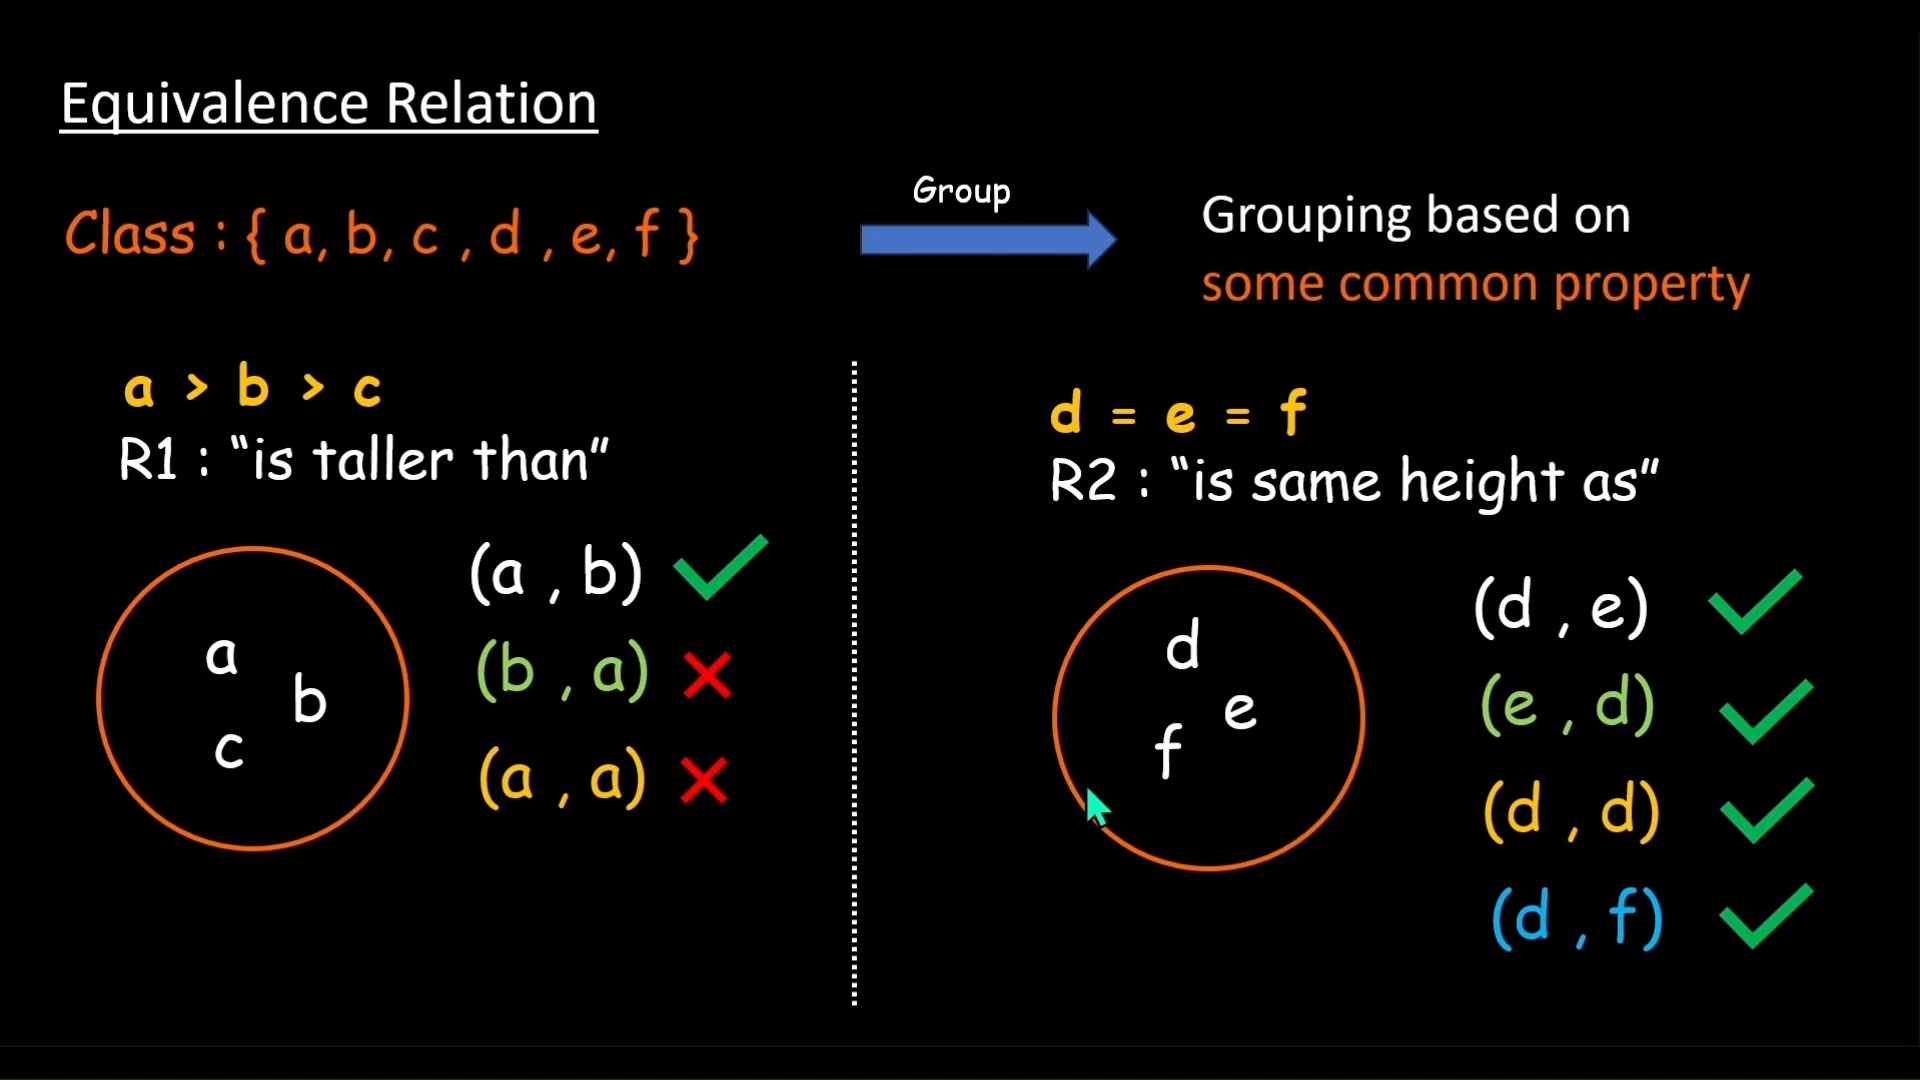 Equivalence Relation
Class : { a, b, c , d , e, f }
Group
Grouping based on
some common property
a > b > c
R1 : “is taller than”
a
b
c
(a , b)
(b , a)
(a , a)
d = e = f
R2 : “is same height as”
d
e
f
(d , e)
(e , d)
(d , d)
(d , f)